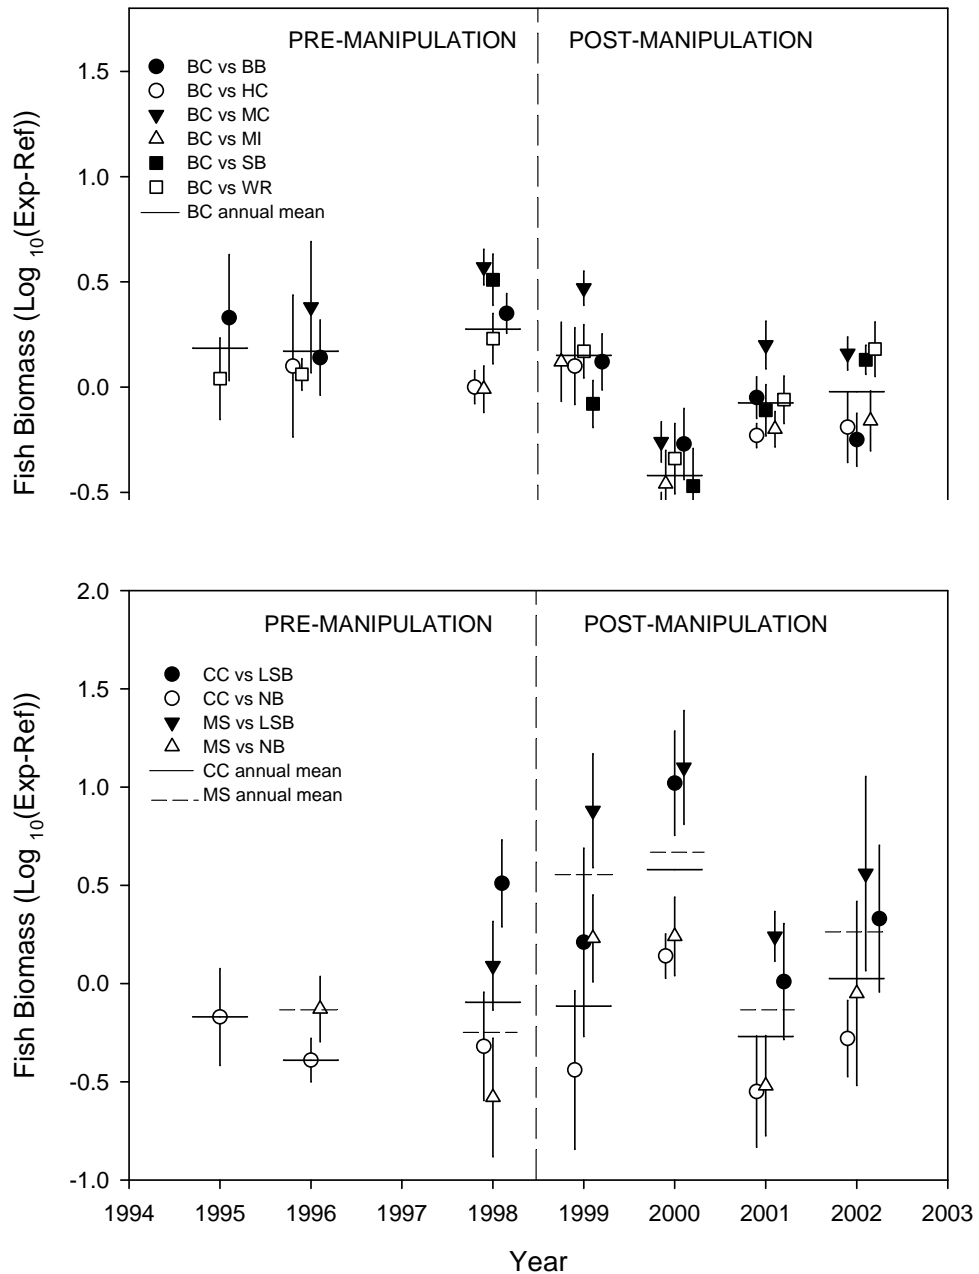 PRE-MANIPULATION POST-MANIPULATION
BC vs BB
BC vs HC
BC vs MC
BC vs MI
BC vs SB
BC vs WR
BC annual mean
Fish Biomass (Log 10(Exp-Ref))
1.5
1.0
0.5
0.0
-0.5
PRE-MANIPULATION POST-MANIPULATION
CC vs LSB
CC vs NB
MS vs LSB
MS vs NB
CC annual mean
MS annual mean
Fish Biomass (Log 10(Exp-Ref))
2.0
1.5
1.0
0.5
0.0
-0.5
-1.0
1994 1995 1996 1997 1998 1999 2000 2001 2002 2003
Year